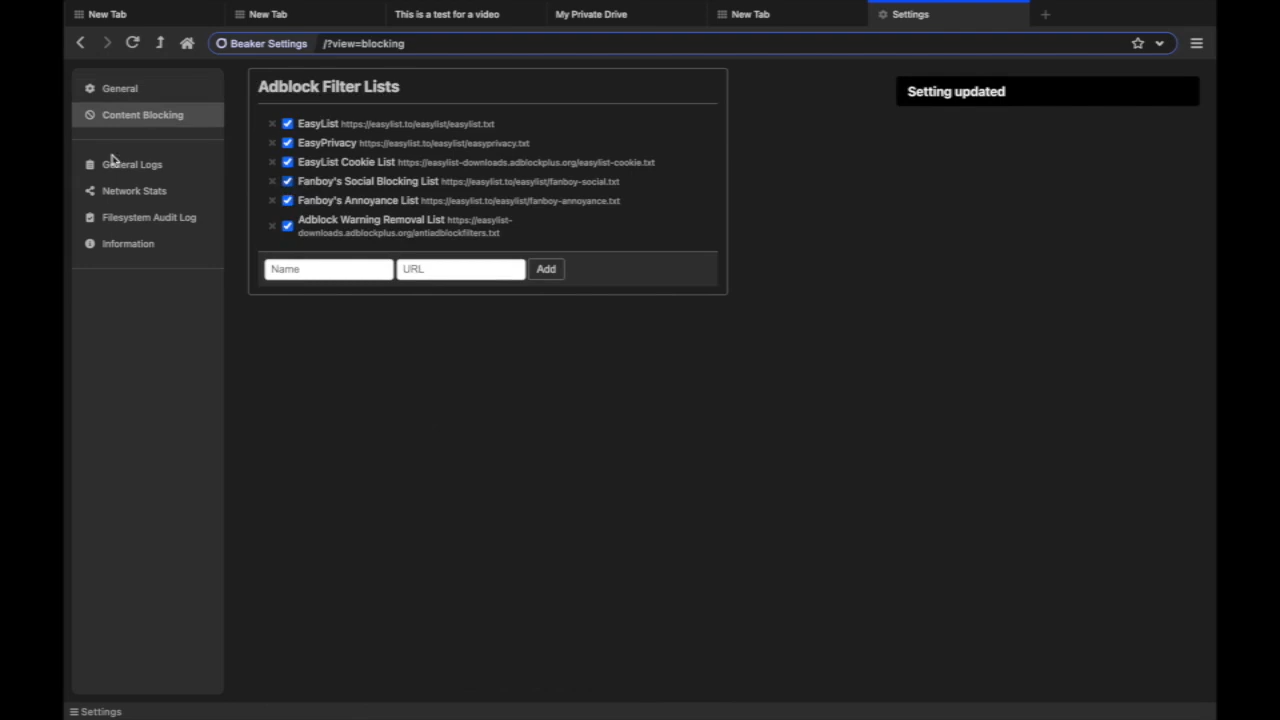 New Tab
New Tab
This is a test for a video
My Private Drive
New Tab
Settings
Beaker Settings
/?view=blocking
General
Content Blocking
General Logs
Network Stats
Filesystem Audit Log
Information
Adblock Filter Lists
EasyList https://easylist.to/easylist/easylist.txt
EasyPrivacy https://easylist.to/easylist/easyprivacy.txt
EasyList Cookie List https://easylist-downloads.adblockplus.org/easylist-cookie.txt
Fanboy's Social Blocking List https://easylist.to/easylist/fanboy-social.txt
Fanboy's Annoyance List https://easylist.to/easylist/fanboy-annoyance.txt
Adblock Warning Removal List https://easylist-
downloads.adblockplus.org/antiadblockfilters.txt
Name
URL
Add
Setting updated
Settings